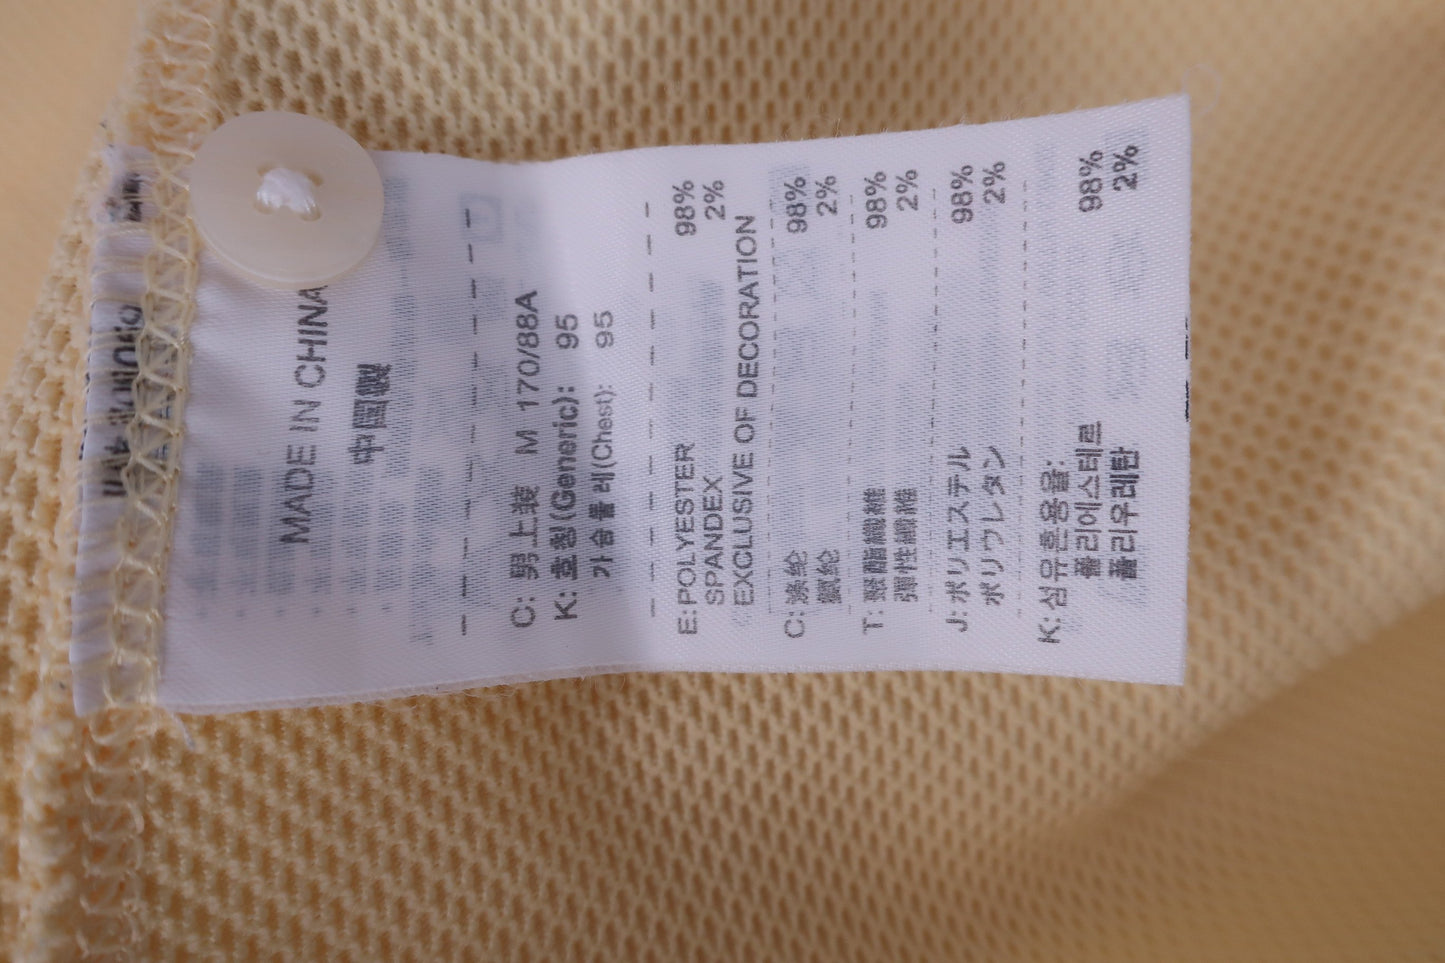 MADE IN CHINA
中国製
C: 男上装 M 170/88A
K: 호칭(Generic): 95
가슴둘레(Chest): 95
E: POLYESTER 98%
SPANDEX 2%
EXCLUSIVE OF DECORATION
C: 涤纶 98%
氨纶 2%
T: 聚酯纖維 98%
彈性纖維 2%
J: ポリエステル 98%
ポリウレタン 2%
K: 섬유혼용율:
폴리에스테르 98%
폴리우레탄 2%